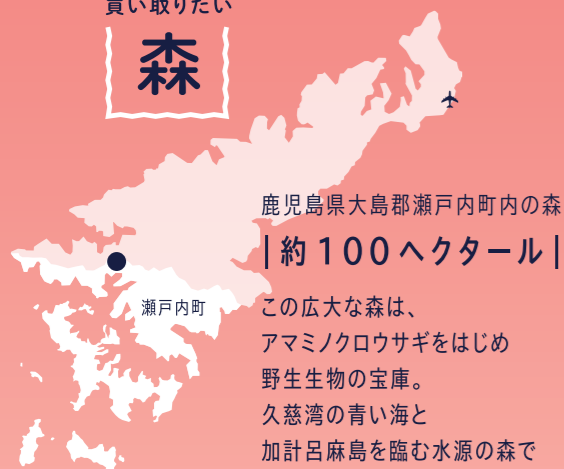 買い取りたい
森
鹿児島県大島郡瀬戸内町内の森
|約100ヘクタール|
瀬戸内町
この広大な森は、
アマミノクロウサギをはじめ
野生生物の宝庫。
久慈湾の青い海と
加計呂麻島を臨む水源の森で